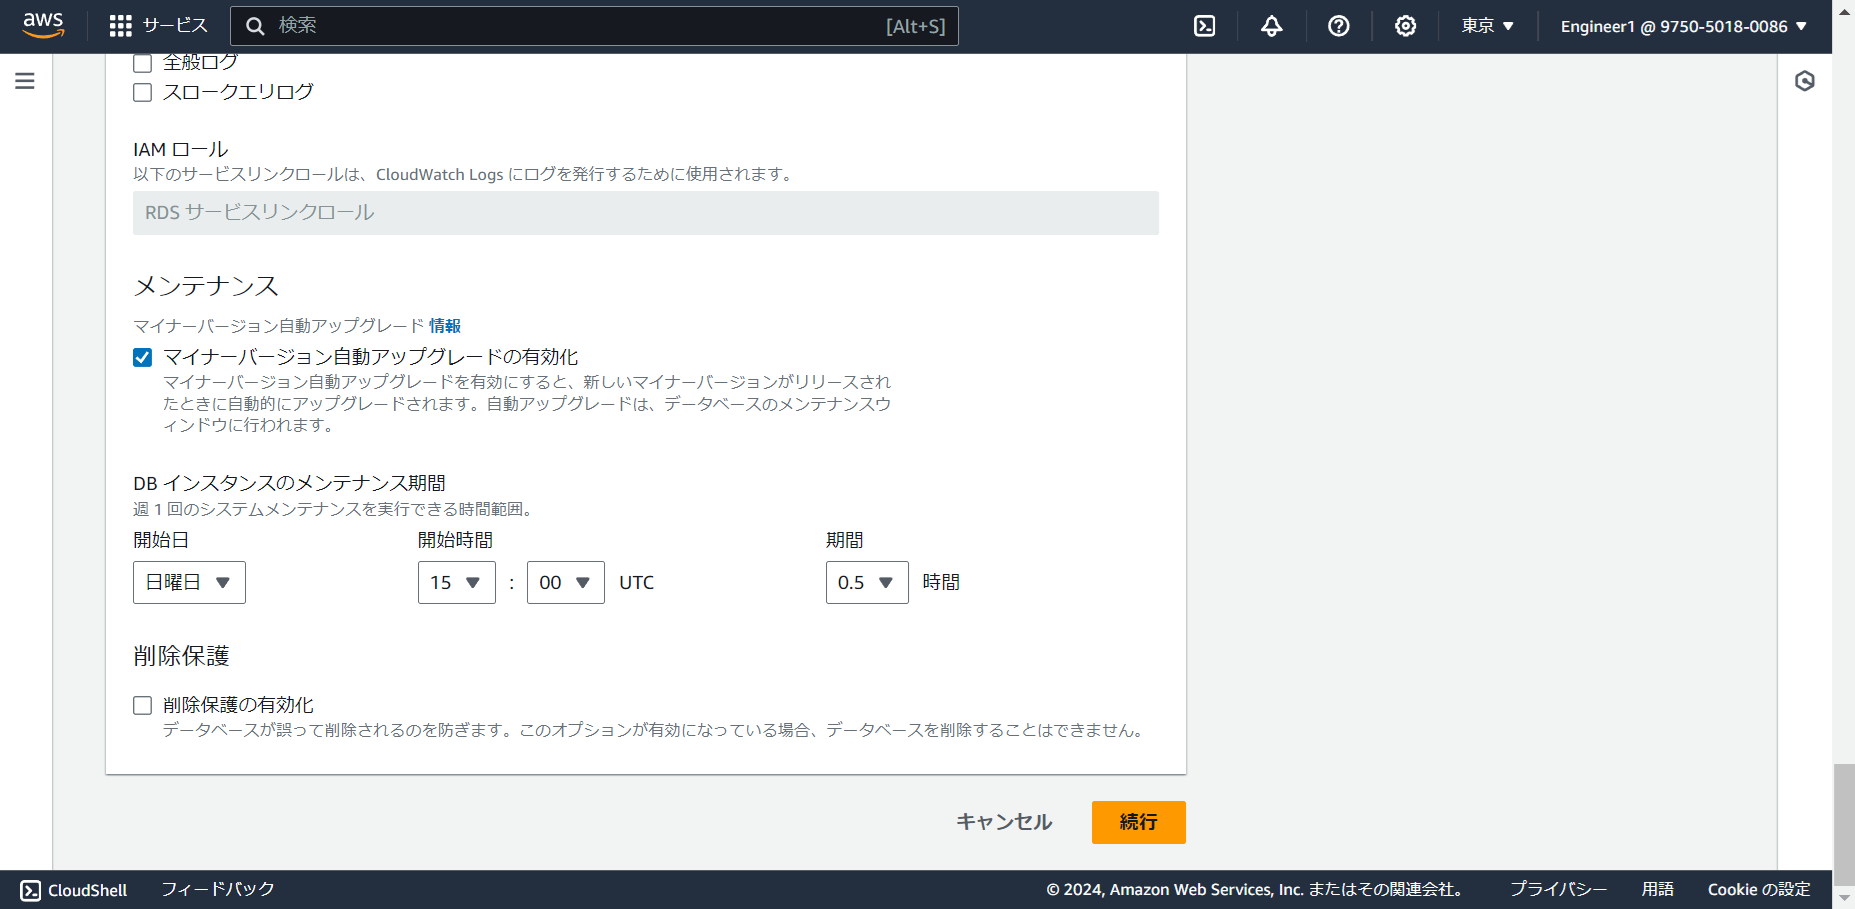 aws
サービス
検索
[Alt+S]
東京
Engineer1 @ 9750-5018-0086
全般ログ
スロークエリログ
IAM ロール
以下のサービスリンクロールは、CloudWatch Logs にログを発行するために使用されます。
RDS サービスリンクロール
メンテナンス
マイナーバージョン自動アップグレード 情報
マイナーバージョン自動アップグレードの有効化
マイナーバージョン自動アップグレードを有効にすると、新しいマイナーバージョンがリリースされ
たときに自動的にアップグレードされます。自動アップグレードは、データベースのメンテナンスウ
ィンドウに行われます。
DB インスタンスのメンテナンス期間
週 1 回のシステムメンテナンスを実行できる時間範囲。
開始日 開始時間 期間
日曜日 15 : 00 UTC 0.5 時間
削除保護
削除保護の有効化
データベースが誤って削除されるのを防ぎます。このオプションが有効になっている場合、データベースを削除することはできません。
キャンセル 続行
CloudShell フィードバック © 2024, Amazon Web Services, Inc. またはその関連会社。 プライバシー 用語 Cookie の設定